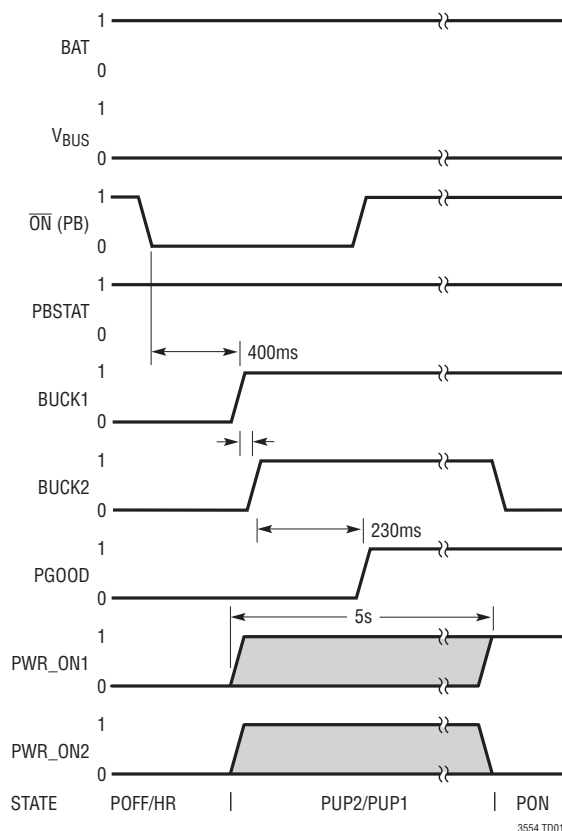 1
BAT
0
1
VBUS
0
1
ON (PB)
0
1
PBSTAT
0
400ms
1
BUCK1
0
1
BUCK2
0
230ms
1
PGOOD
0
5s
1
PWR_ON1
0
1
PWR_ON2
0
STATE POFF/HR PUP2/PUP1 PON
3554 TD01